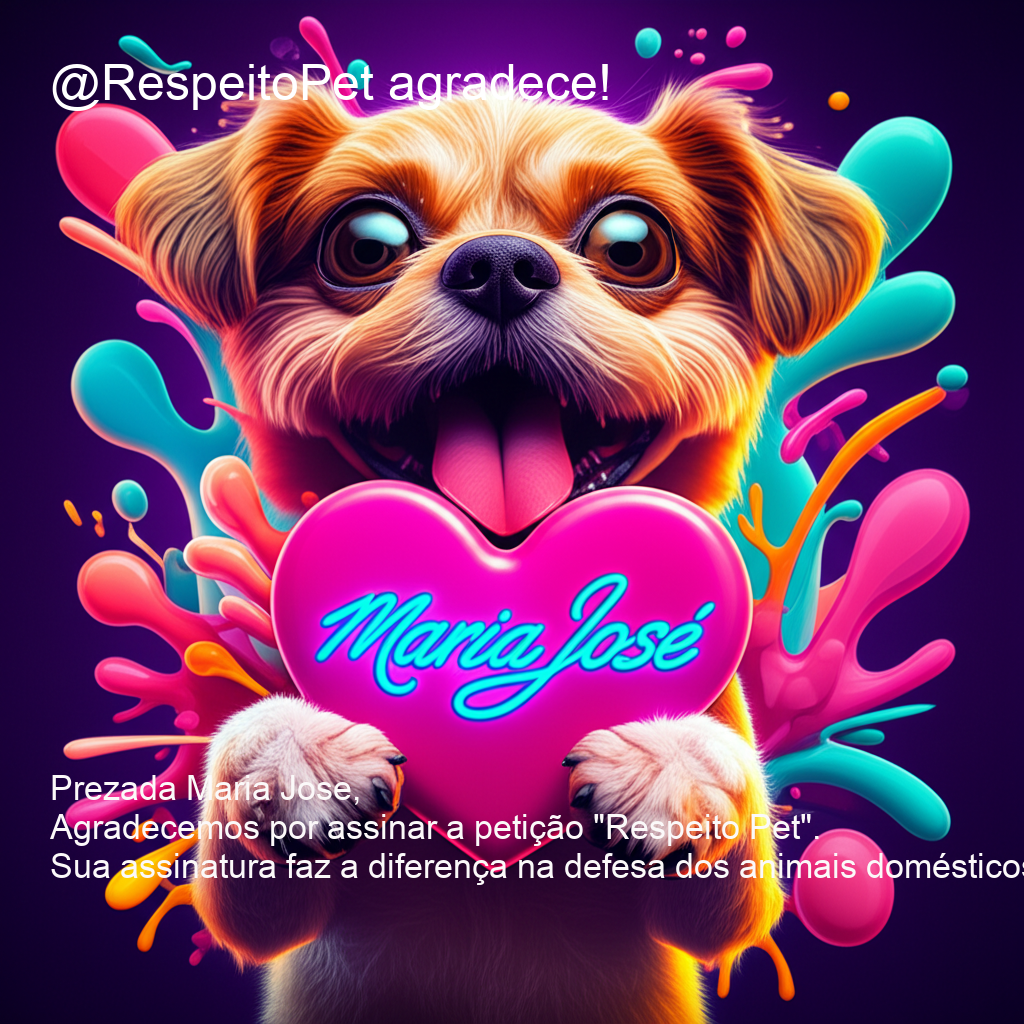 @RespeitoPet agradece!
Maria José
Prezada Maria Jose,
Agradecemos por assinar a petição "Respeito Pet".
Sua assinatura faz a diferença na defesa dos animais domésticos